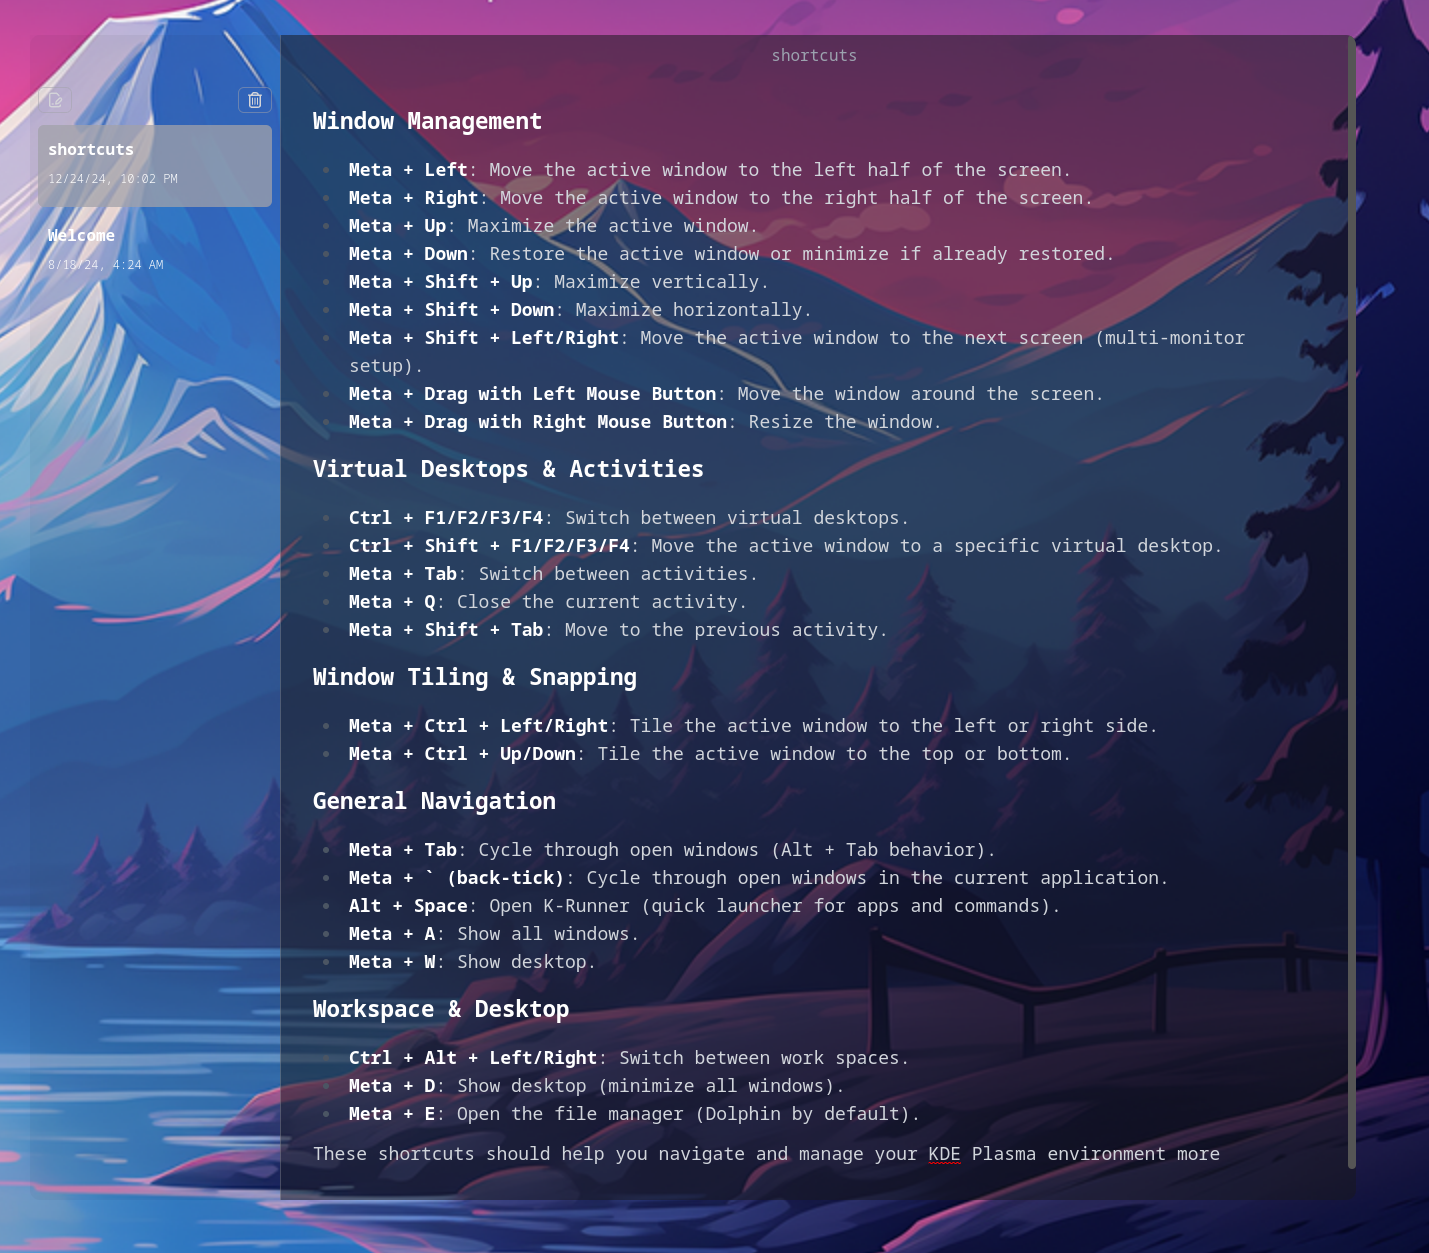 shortcuts
shortcuts
12/24/24, 10:02 PM
Welcome
8/18/24, 4:24 AM
Window Management
Meta + Left: Move the active window to the left half of the screen.
Meta + Right: Move the active window to the right half of the screen.
Meta + Up: Maximize the active window.
Meta + Down: Restore the active window or minimize if already restored.
Meta + Shift + Up: Maximize vertically.
Meta + Shift + Down: Maximize horizontally.
Meta + Shift + Left/Right: Move the active window to the next screen (multi-monitor
setup).
Meta + Drag with Left Mouse Button: Move the window around the screen.
Meta + Drag with Right Mouse Button: Resize the window.
Virtual Desktops & Activities
Ctrl + F1/F2/F3/F4: Switch between virtual desktops.
Ctrl + Shift + F1/F2/F3/F4: Move the active window to a specific virtual desktop.
Meta + Tab: Switch between activities.
Meta + Q: Close the current activity.
Meta + Shift + Tab: Move to the previous activity.
Window Tiling & Snapping
Meta + Ctrl + Left/Right: Tile the active window to the left or right side.
Meta + Ctrl + Up/Down: Tile the active window to the top or bottom.
General Navigation
Meta + Tab: Cycle through open windows (Alt + Tab behavior).
Meta + ` (back-tick): Cycle through open windows in the current application.
Alt + Space: Open K-Runner (quick launcher for apps and commands).
Meta + A: Show all windows.
Meta + W: Show desktop.
Workspace & Desktop
Ctrl + Alt + Left/Right: Switch between work spaces.
Meta + D: Show desktop (minimize all windows).
Meta + E: Open the file manager (Dolphin by default).
These shortcuts should help you navigate and manage your KDE Plasma environment more